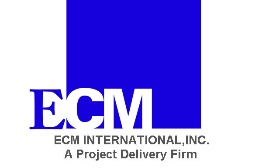 ECM
ECM INTERNATIONAL,INC.
A Project Delivery Firm